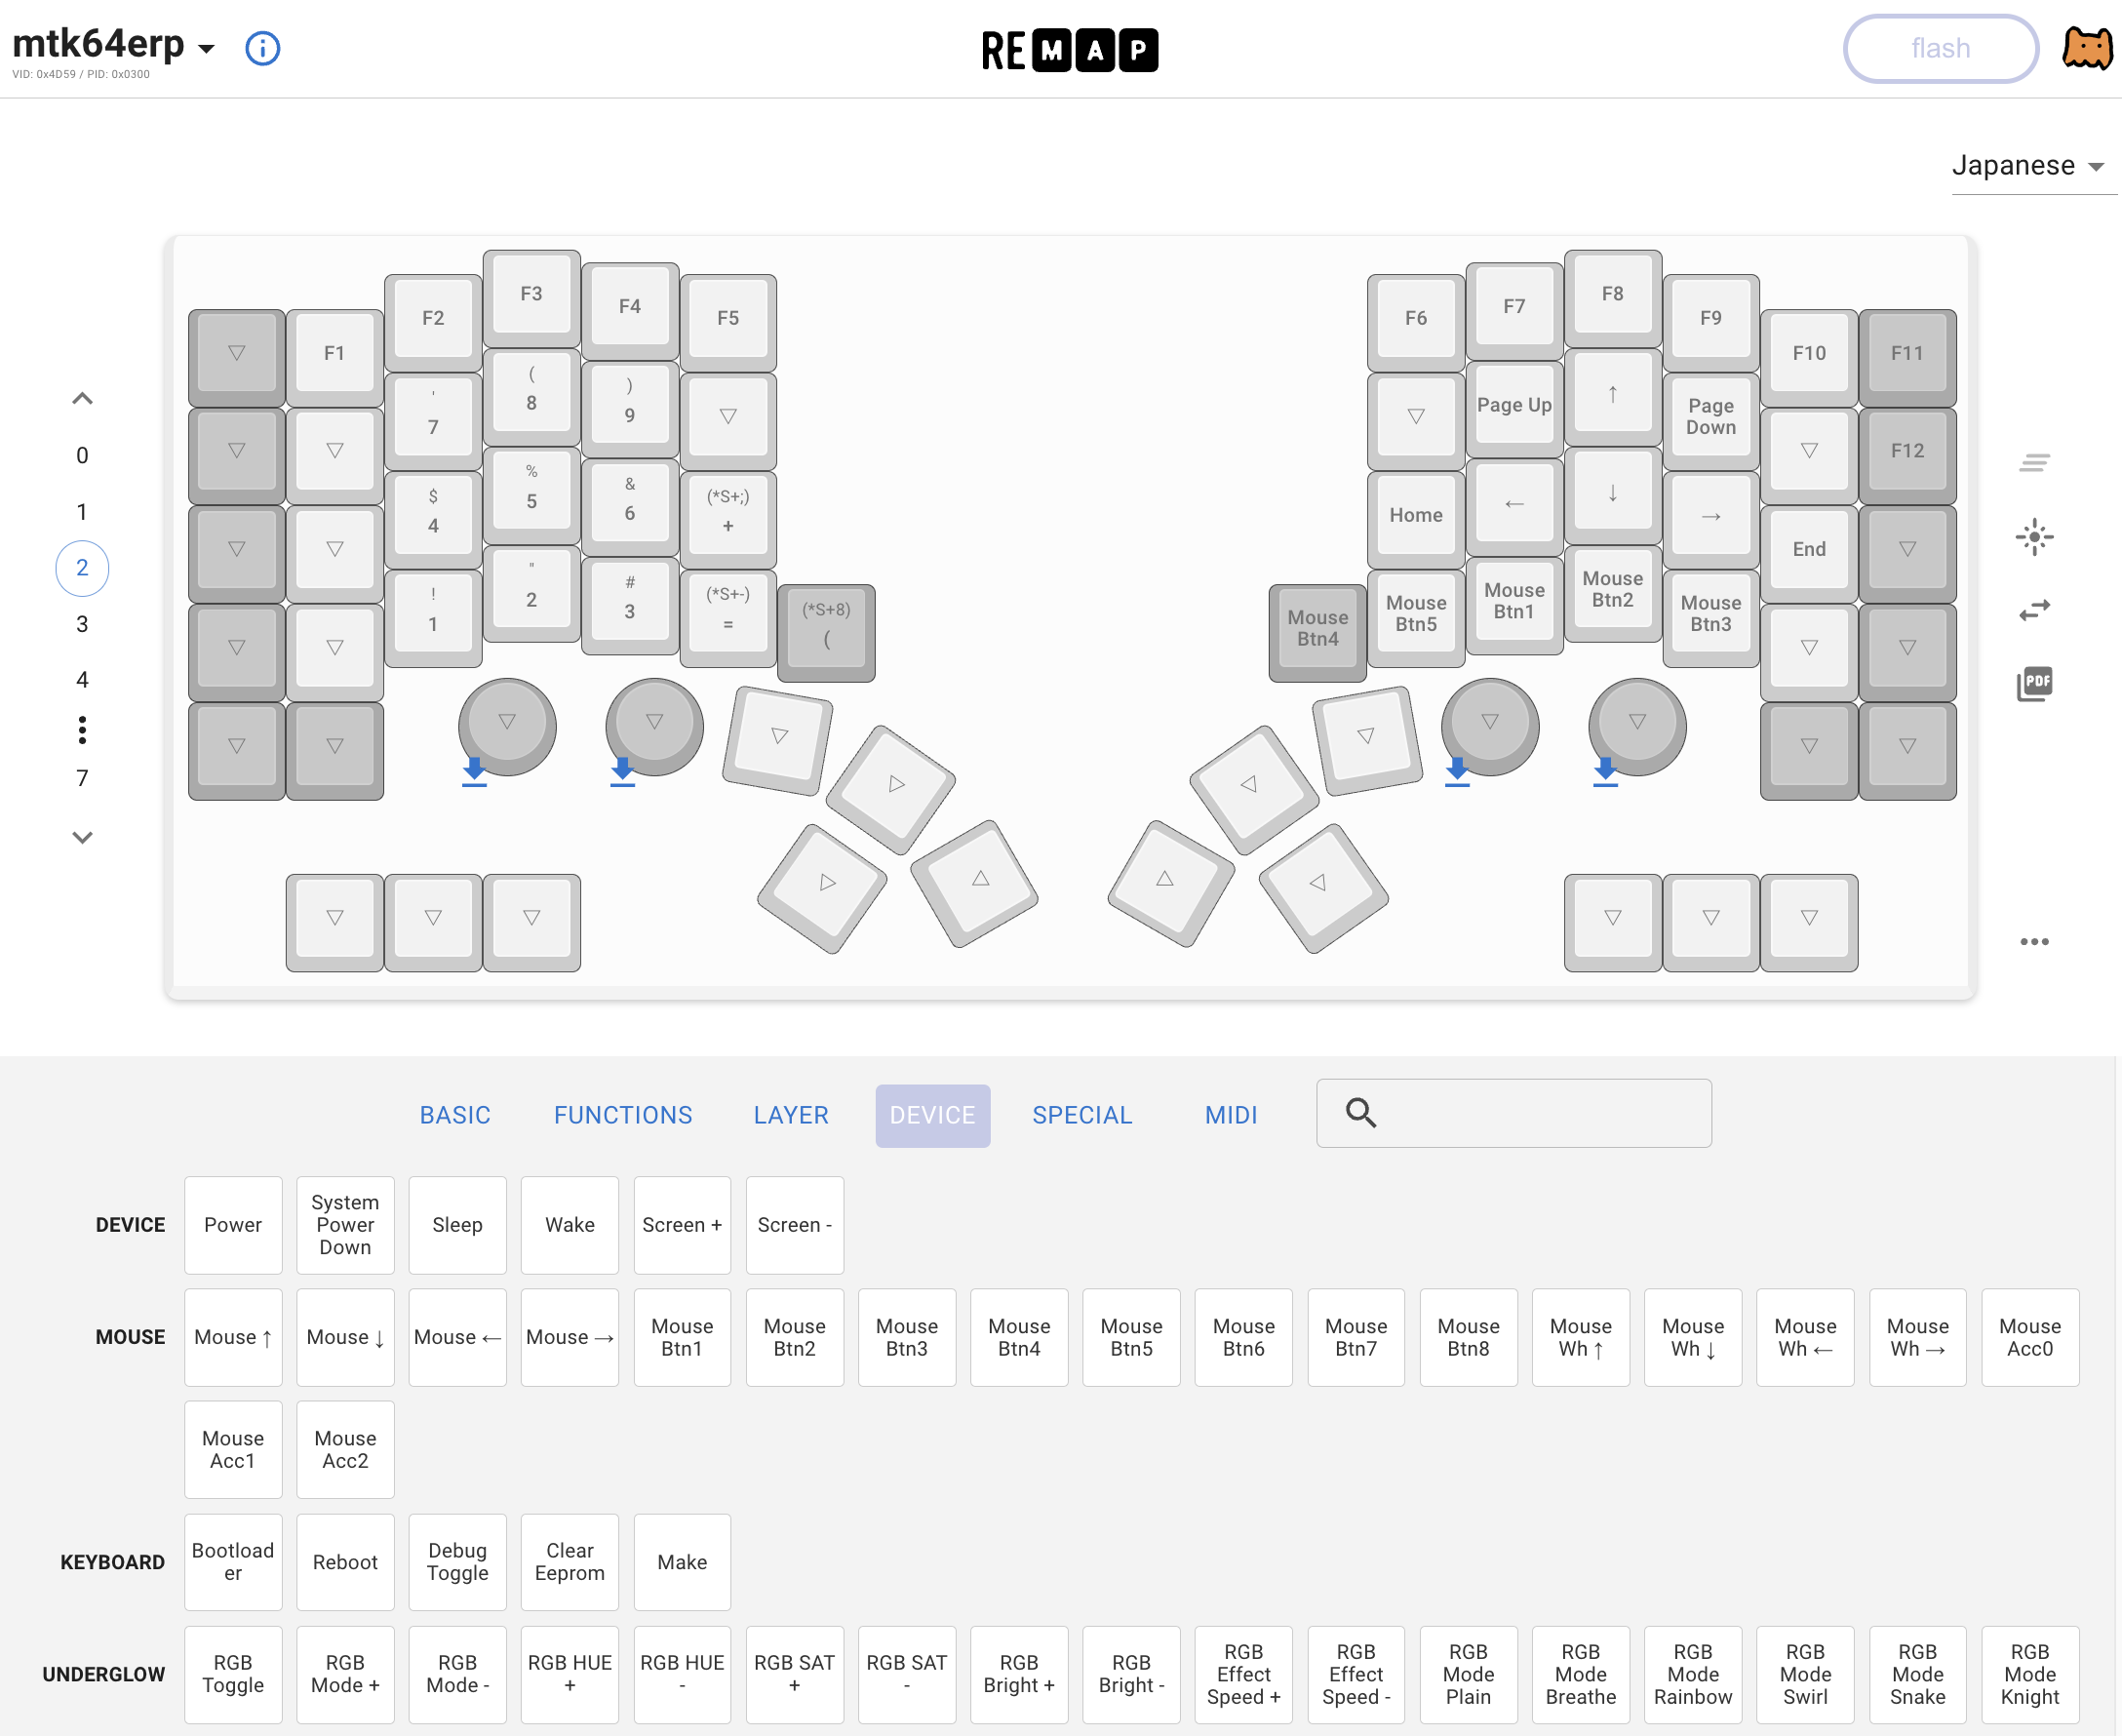 mtk64erp
VID: 0x4D59 / PID: 0x0300
REMAP
flash
Japanese
0
1
2
3
4
7
F1
F2
F3
F4
F5
'
7
(
8
)
9
$
4
%
5
&
6
(*S+;)
+
!
1
"
2
#
3
(*S+-)
=
(*S+8)
(
F6
F7
F8
F9
F10
F11
Page Up
↑
Page
Down
F12
Home
←
↓
→
End
Mouse
Btn4
Mouse
Btn5
Mouse
Btn1
Mouse
Btn2
Mouse
Btn3
PDF
BASIC FUNCTIONS LAYER DEVICE SPECIAL MIDI
DEVICE
Power
System
Power
Down
Sleep
Wake
Screen +
Screen -
MOUSE
Mouse ↑
Mouse ↓
Mouse ←
Mouse →
Mouse
Btn1
Mouse
Btn2
Mouse
Btn3
Mouse
Btn4
Mouse
Btn5
Mouse
Btn6
Mouse
Btn7
Mouse
Btn8
Mouse
Wh ↑
Mouse
Wh ↓
Mouse
Wh ←
Mouse
Wh →
Mouse
Acc0
Mouse
Acc1
Mouse
Acc2
KEYBOARD
Bootload
er
Reboot
Debug
Toggle
Clear
Eeprom
Make
UNDERGLOW
RGB
Toggle
RGB
Mode +
RGB
Mode -
RGB HUE
+
RGB HUE
-
RGB SAT
+
RGB SAT
-
RGB
Bright +
RGB
Bright -
RGB
Effect
Speed +
RGB
Effect
Speed -
RGB
Mode
Plain
RGB
Mode
Breathe
RGB
Mode
Rainbow
RGB
Mode
Swirl
RGB
Mode
Snake
RGB
Mode
Knight